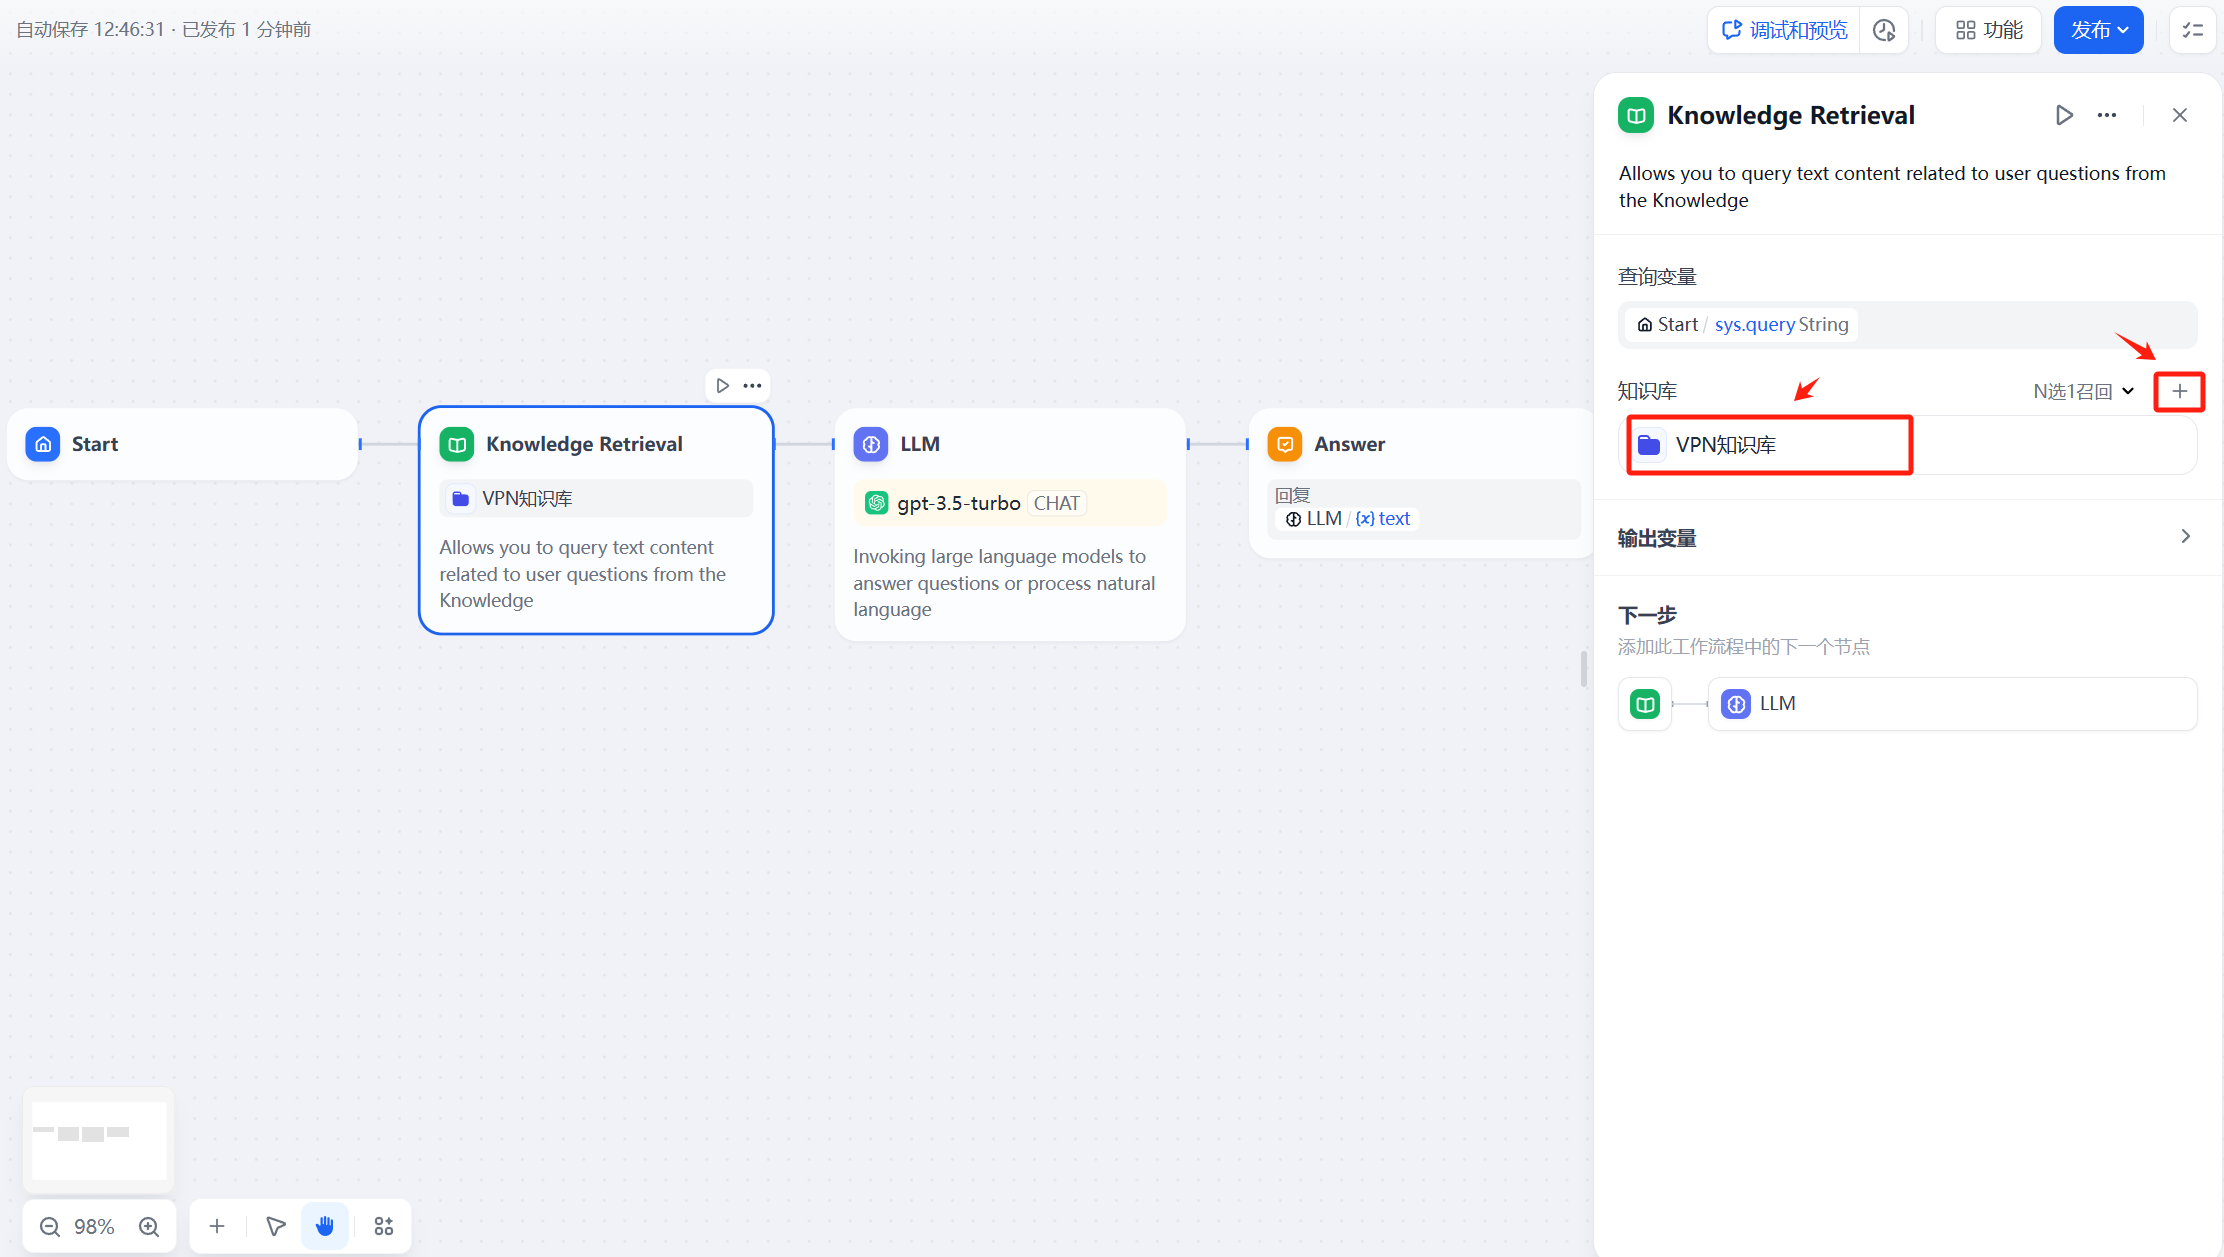 自动保存 12:46:31 · 已发布 1 分钟前
调试和预览
功能
发布
Start
Knowledge Retrieval
VPN知识库
Allows you to query text content
related to user questions from the
Knowledge
LLM
gpt-3.5-turbo CHAT
Invoking large language models to
answer questions or process natural
language
Answer
回复
LLM / {x} text
98%
Knowledge Retrieval
Allows you to query text content related to user questions from
the Knowledge
查询变量
Start / sys.query String
知识库
N选1召回
VPN知识库
输出变量
下一步
添加此工作流程中的下一个节点
LLM